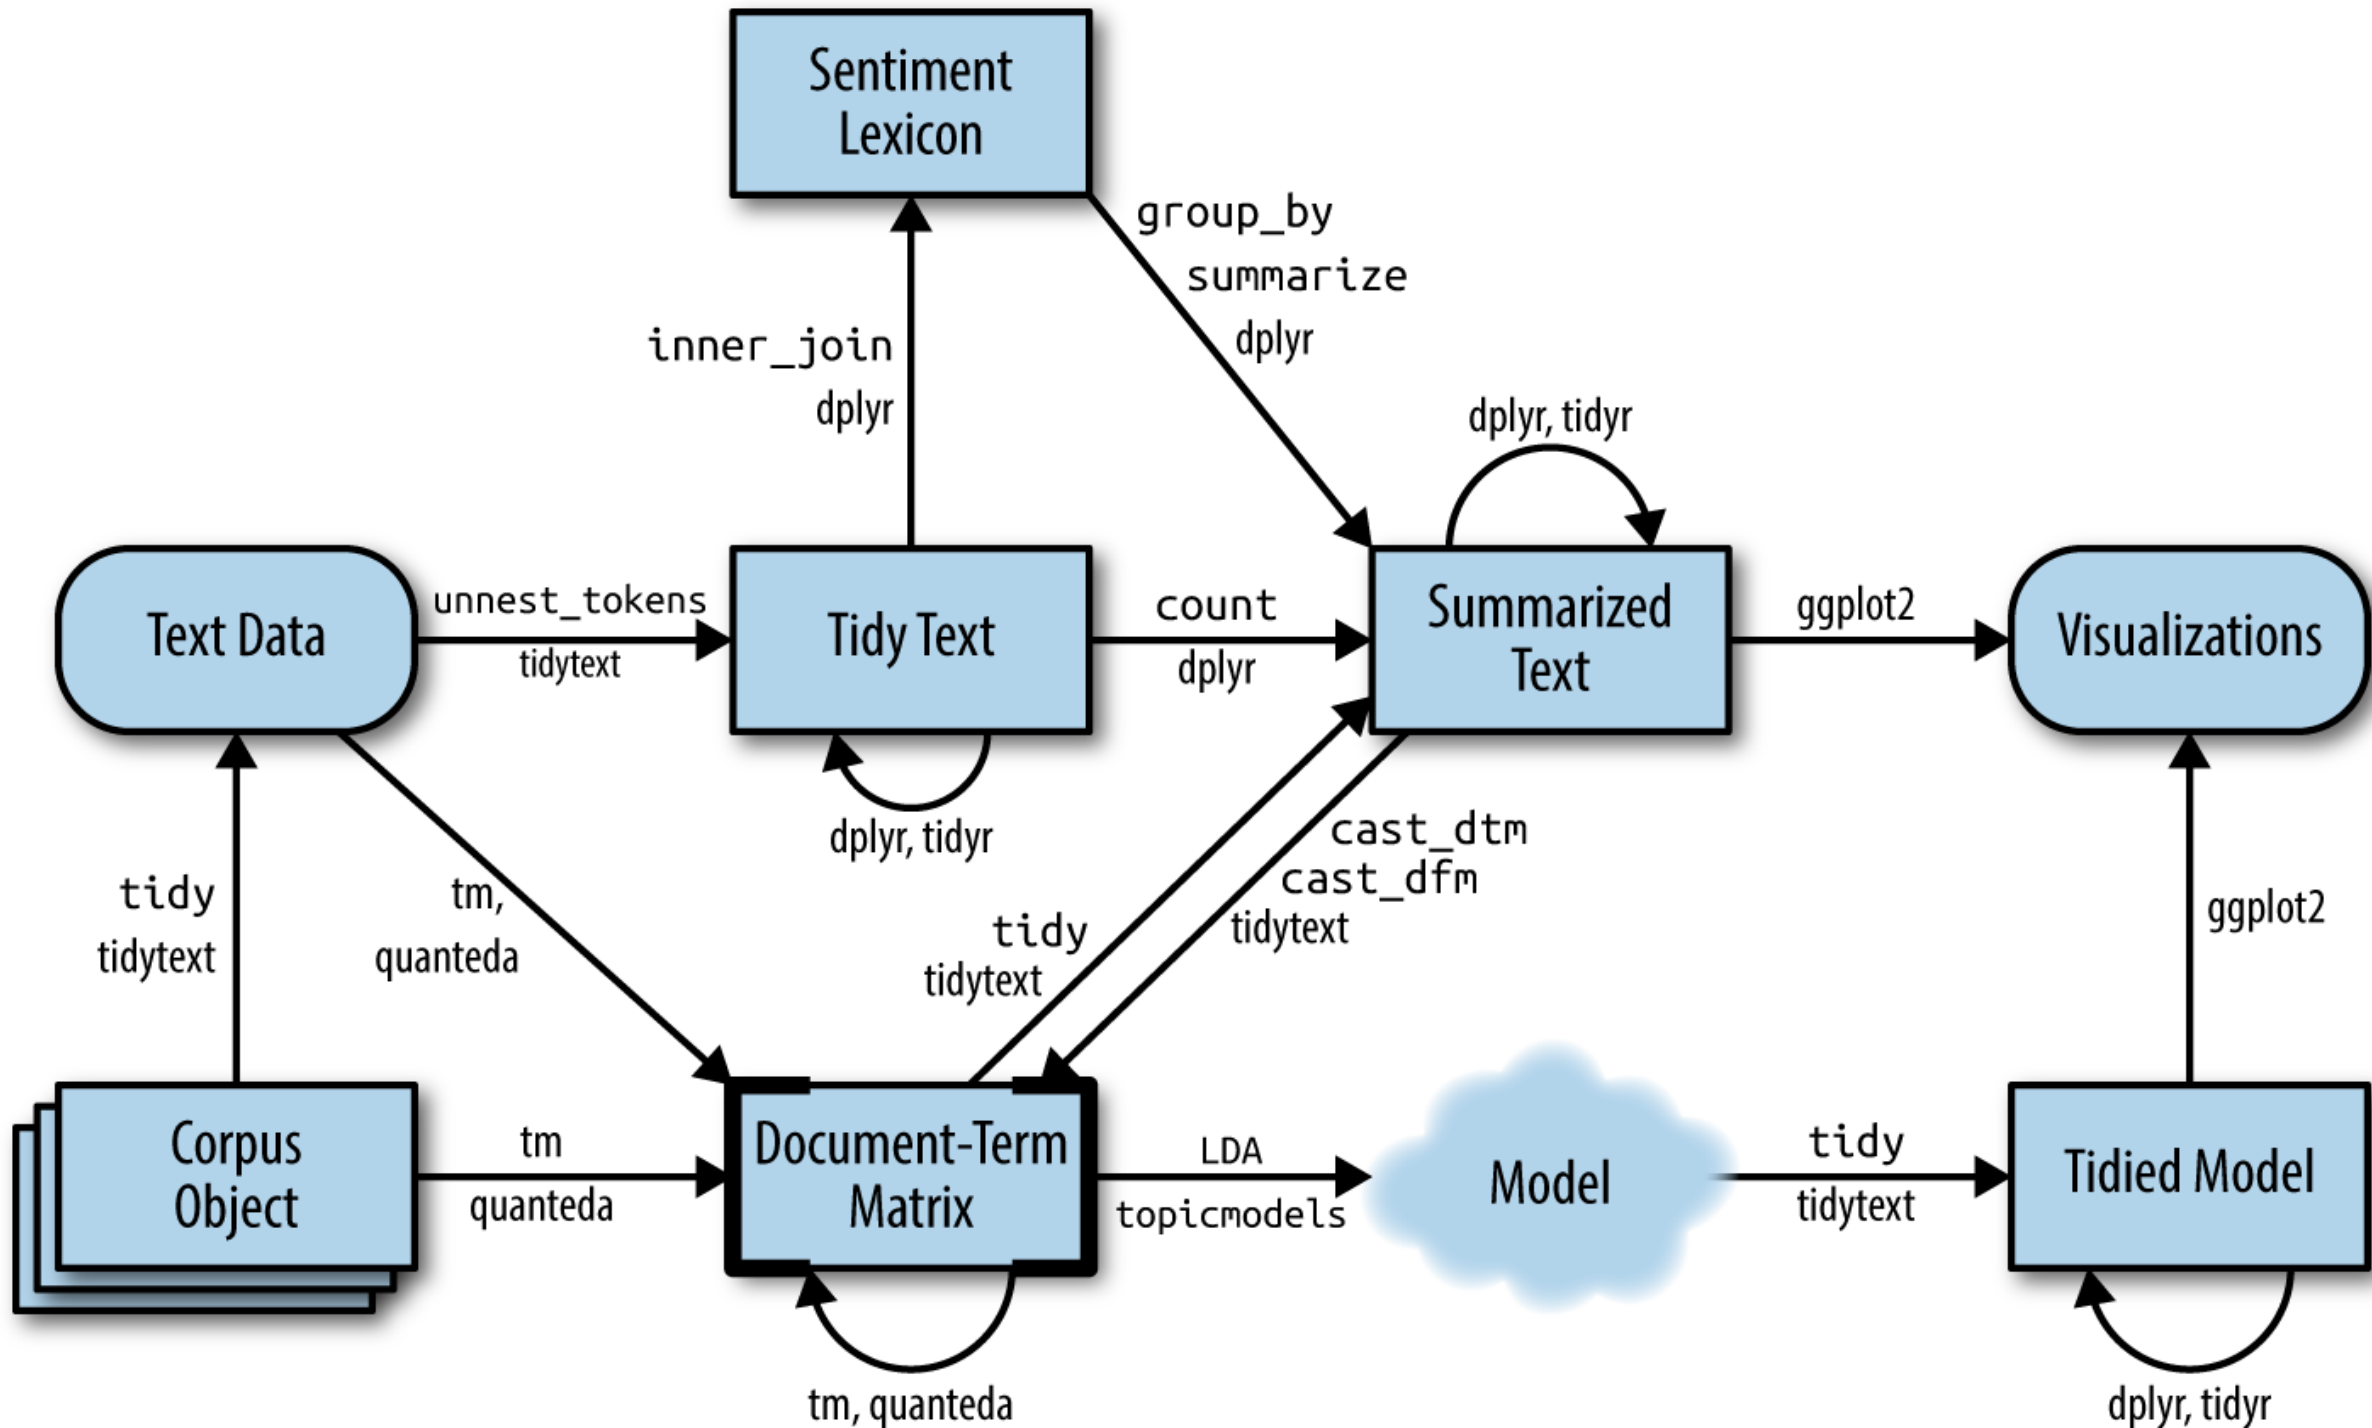 Sentiment
Lexicon
group_by
summarize
dplyr
inner_join
dplyr
dplyr, tidyr
Text Data
unnest_tokens
tidytext
Tidy Text
count
dplyr
Summarized
Text
ggplot2
Visualizations
dplyr, tidyr
tidy
tidytext
tm,
quanteda
cast_dtm
cast_dfm
tidytext
tidy
tidytext
ggplot2
Corpus
Object
tm
quanteda
Document-Term
Matrix
LDA
topicmodels
Model
tidy
tidytext
Tidied Model
tm, quanteda
dplyr, tidyr